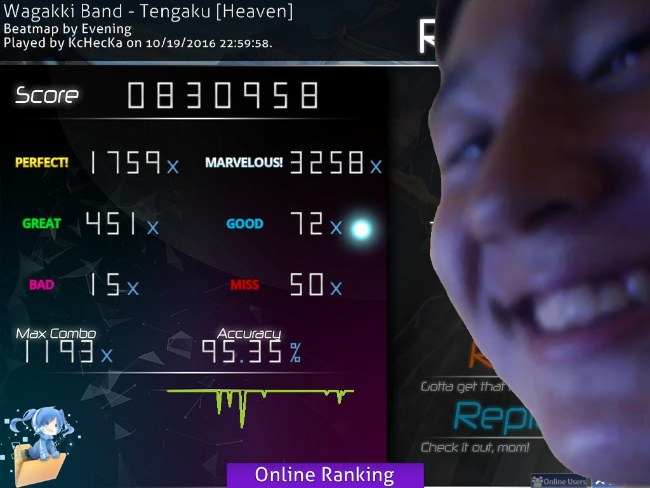 Wagakki Band - Tengaku [Heaven]
Beatmap by Evening
Played by KcHecKa on 10/19/2016 22:59:58.
Score 0830958
PERFECT! 1759x MARVELOUS! 3258x
GREAT 451x GOOD 72x
BAD 15x MISS 50x
Max Combo Accuracy
1193x 95.35%
Gotta get that
Check it out, mom!
Online Ranking
Online Users